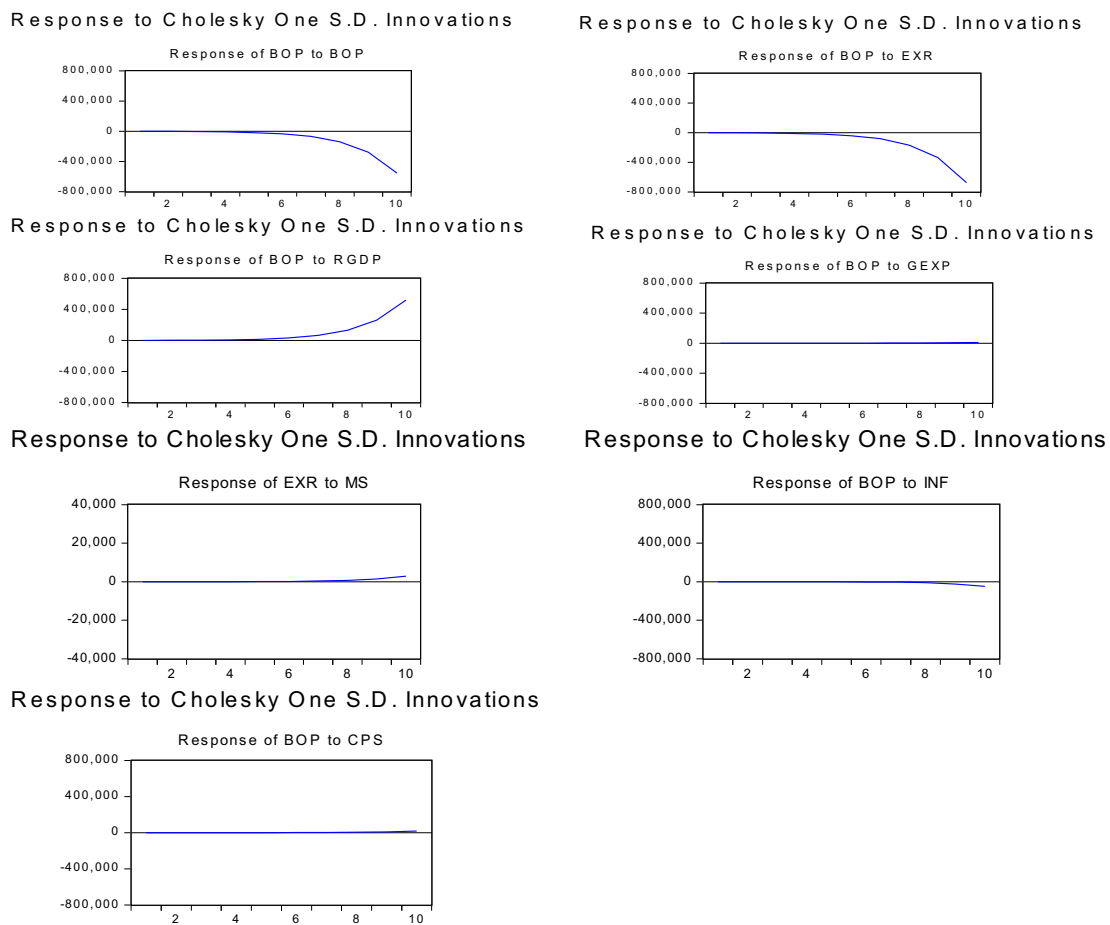 Response to Cholesky One S.D. Innovations
Response of BOP to BOP
800,000
400,000
0
-400,000
-800,000
2 4 6 8 10
Response to Cholesky One S.D. Innovations
Response of BOP to EXR
800,000
400,000
0
-400,000
-800,000
2 4 6 8 10
Response to Cholesky One S.D. Innovations
Response of BOP to RGDP
800,000
400,000
0
-400,000
-800,000
2 4 6 8 10
Response to Cholesky One S.D. Innovations
Response of BOP to GEXP
800,000
400,000
0
-400,000
-800,000
2 4 6 8 10
Response to Cholesky One S.D. Innovations
Response of EXR to MS
40,000
20,000
0
-20,000
-40,000
2 4 6 8 10
Response to Cholesky One S.D. Innovations
Response of BOP to INF
800,000
400,000
0
-400,000
-800,000
2 4 6 8 10
Response to Cholesky One S.D. Innovations
Response of BOP to CPS
800,000
400,000
0
-400,000
-800,000
2 4 6 8 10